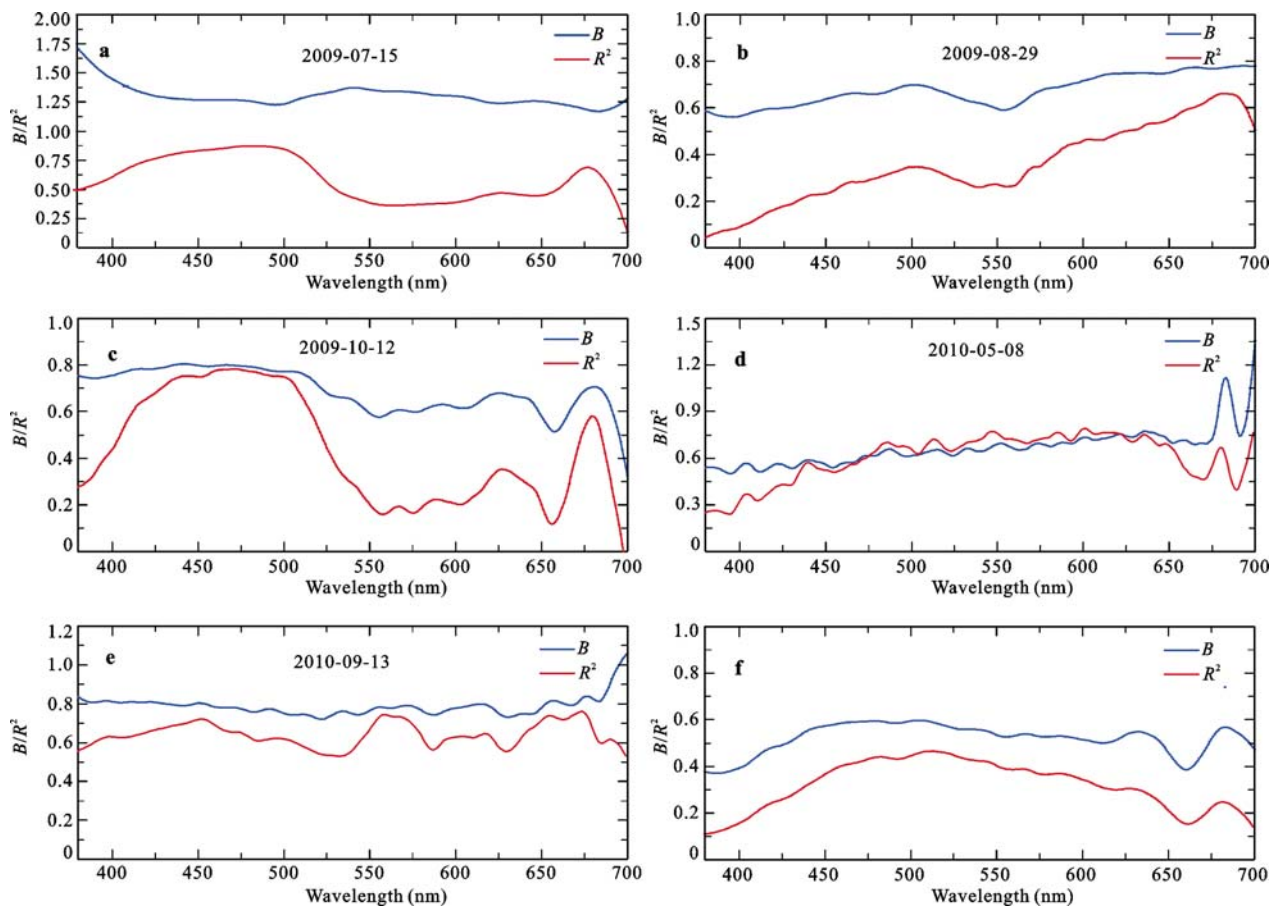 2.00
1.75
1.50
1.25
1.00
0.75
0.50
0.25
0
B/R²
a
2009-07-15
B
R²
400 450 500 550 600 650 700
Wavelength (nm)
1.0
0.8
0.6
0.4
0.2
0
B/R²
b
2009-08-29
B
R²
400 450 500 550 600 650 700
Wavelength (nm)
1.0
0.8
0.6
0.4
0.2
0
B/R²
c
2009-10-12
B
R²
400 450 500 550 600 650 700
Wavelength (nm)
1.5
1.2
0.9
0.6
0.3
0
B/R²
d
2010-05-08
B
R²
400 450 500 550 600 650 700
Wavelength (nm)
1.2
1.0
0.8
0.6
0.4
0.2
0
B/R²
e
2010-09-13
B
R²
400 450 500 550 600 650 700
Wavelength (nm)
1.0
0.8
0.6
0.4
0.2
0
B/R²
f
B
R²
400 450 500 550 600 650 700
Wavelength (nm)